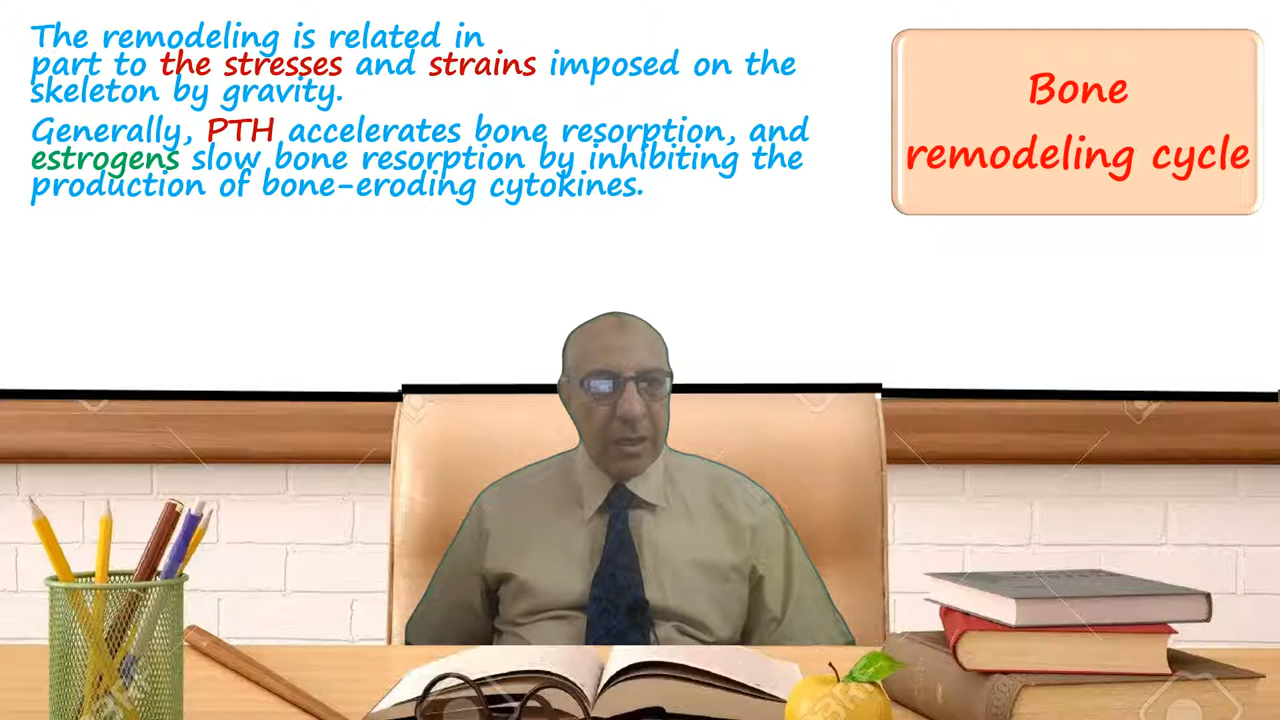 The remodeling is related in
part to the stresses and strains imposed on the
skeleton by gravity.
Generally, PTH accelerates bone resorption, and
estrogens slow bone resorption by inhibiting the
production of bone-eroding cytokines.
Bone
remodeling cycle